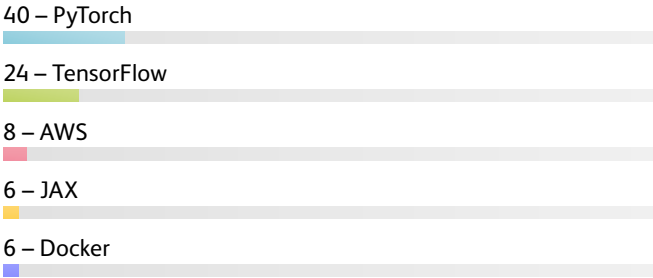 40 – PyTorch
24 – TensorFlow
8 – AWS
6 – JAX
6 – Docker